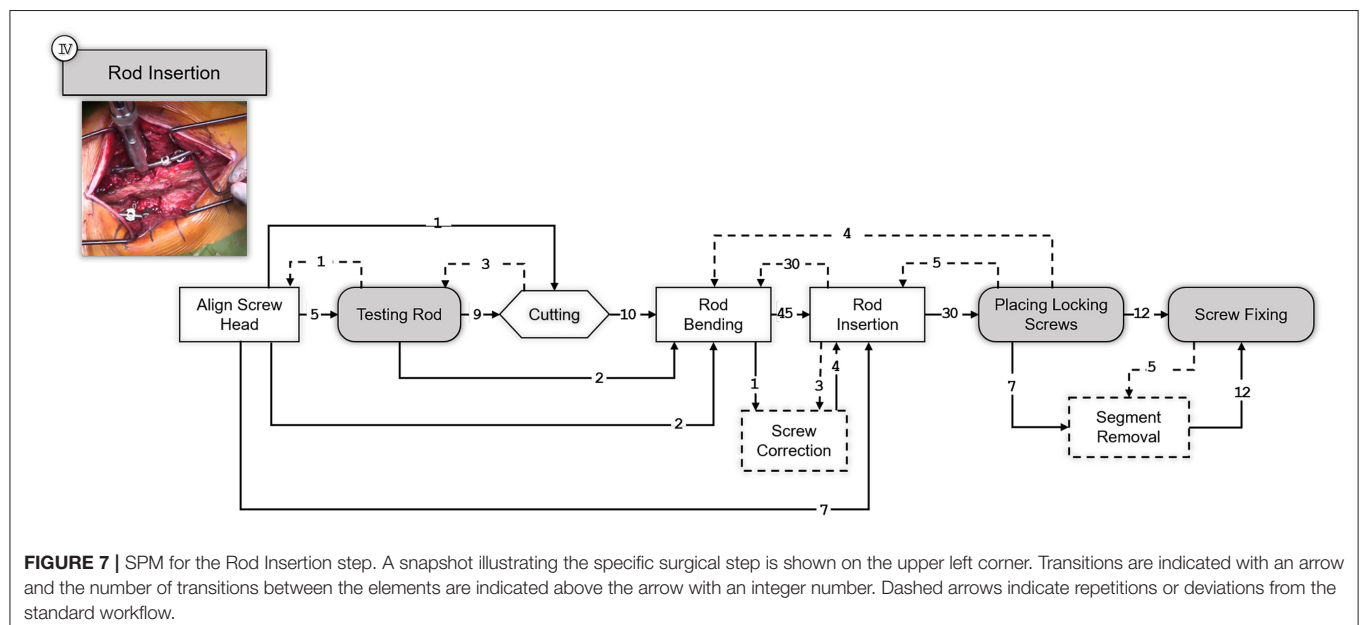 IV
Rod Insertion
1
4
1
3
30
5
Align Screw
Head
5
Testing Rod
9
Cutting
10
Rod
Bending
45
Rod
Insertion
30
Placing Locking
Screws
12
Screw Fixing
2
1
3
4
7
5
12
2
Screw
Correction
Segment
Removal
7
FIGURE 7 | SPM for the Rod Insertion step. A snapshot illustrating the specific surgical step is shown on the upper left corner. Transitions are indicated with an arrow
and the number of transitions between the elements are indicated above the arrow with an integer number. Dashed arrows indicate repetitions or deviations from the
standard workflow.